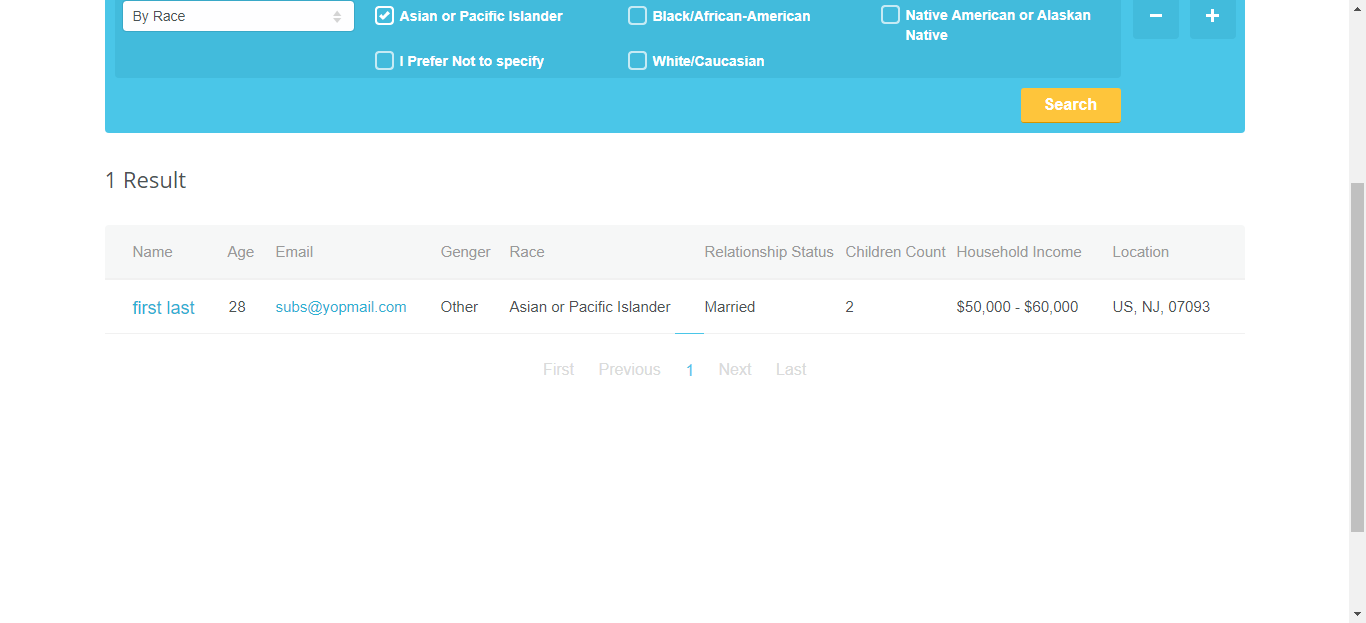 By Race
Asian or Pacific Islander
Black/African-American
Native American or Alaskan
Native
I Prefer Not to specify
White/Caucasian
Search
1 Result
Name Age Email Genger Race Relationship Status Children Count Household Income Location
first last 28 subs@yopmail.com Other Asian or Pacific Islander Married 2 $50,000 - $60,000 US, NJ, 07093
First Previous 1 Next Last